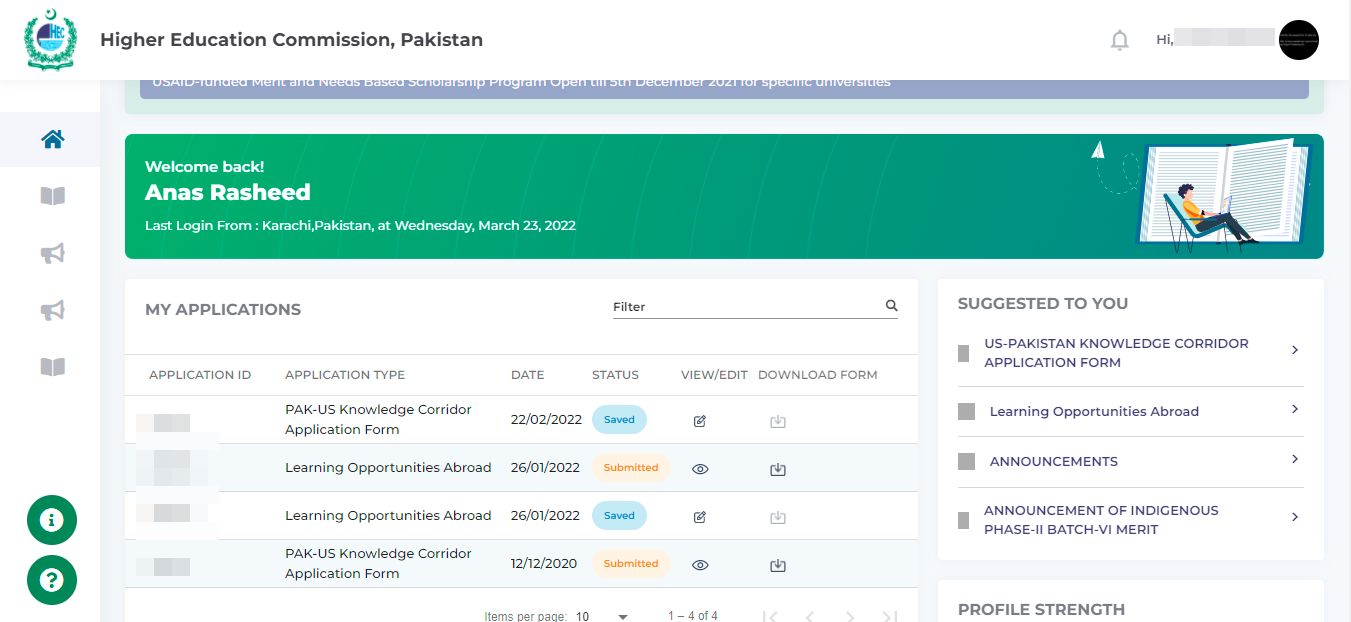 HEC
Higher Education Commission, Pakistan
Hi,
USAID-funded Merit and Needs Based Scholarship Program Open till 5th December 2021 for specific universities
Welcome back!
Anas Rasheed
Last Login From : Karachi,Pakistan, at Wednesday, March 23, 2022
MY APPLICATIONS
Filter
APPLICATION ID APPLICATION TYPE DATE STATUS VIEW/EDIT DOWNLOAD FORM
PAK-US Knowledge Corridor
Application Form
22/02/2022 Saved
Learning Opportunities Abroad 26/01/2022 Submitted
Learning Opportunities Abroad 26/01/2022 Saved
PAK-US Knowledge Corridor
Application Form
12/12/2020 Submitted
Items per page: 10 1 – 4 of 4
SUGGESTED TO YOU
US-PAKISTAN KNOWLEDGE CORRIDOR
APPLICATION FORM
Learning Opportunities Abroad
ANNOUNCEMENTS
ANNOUNCEMENT OF INDIGENOUS
PHASE-II BATCH-VI MERIT
PROFILE STRENGTH